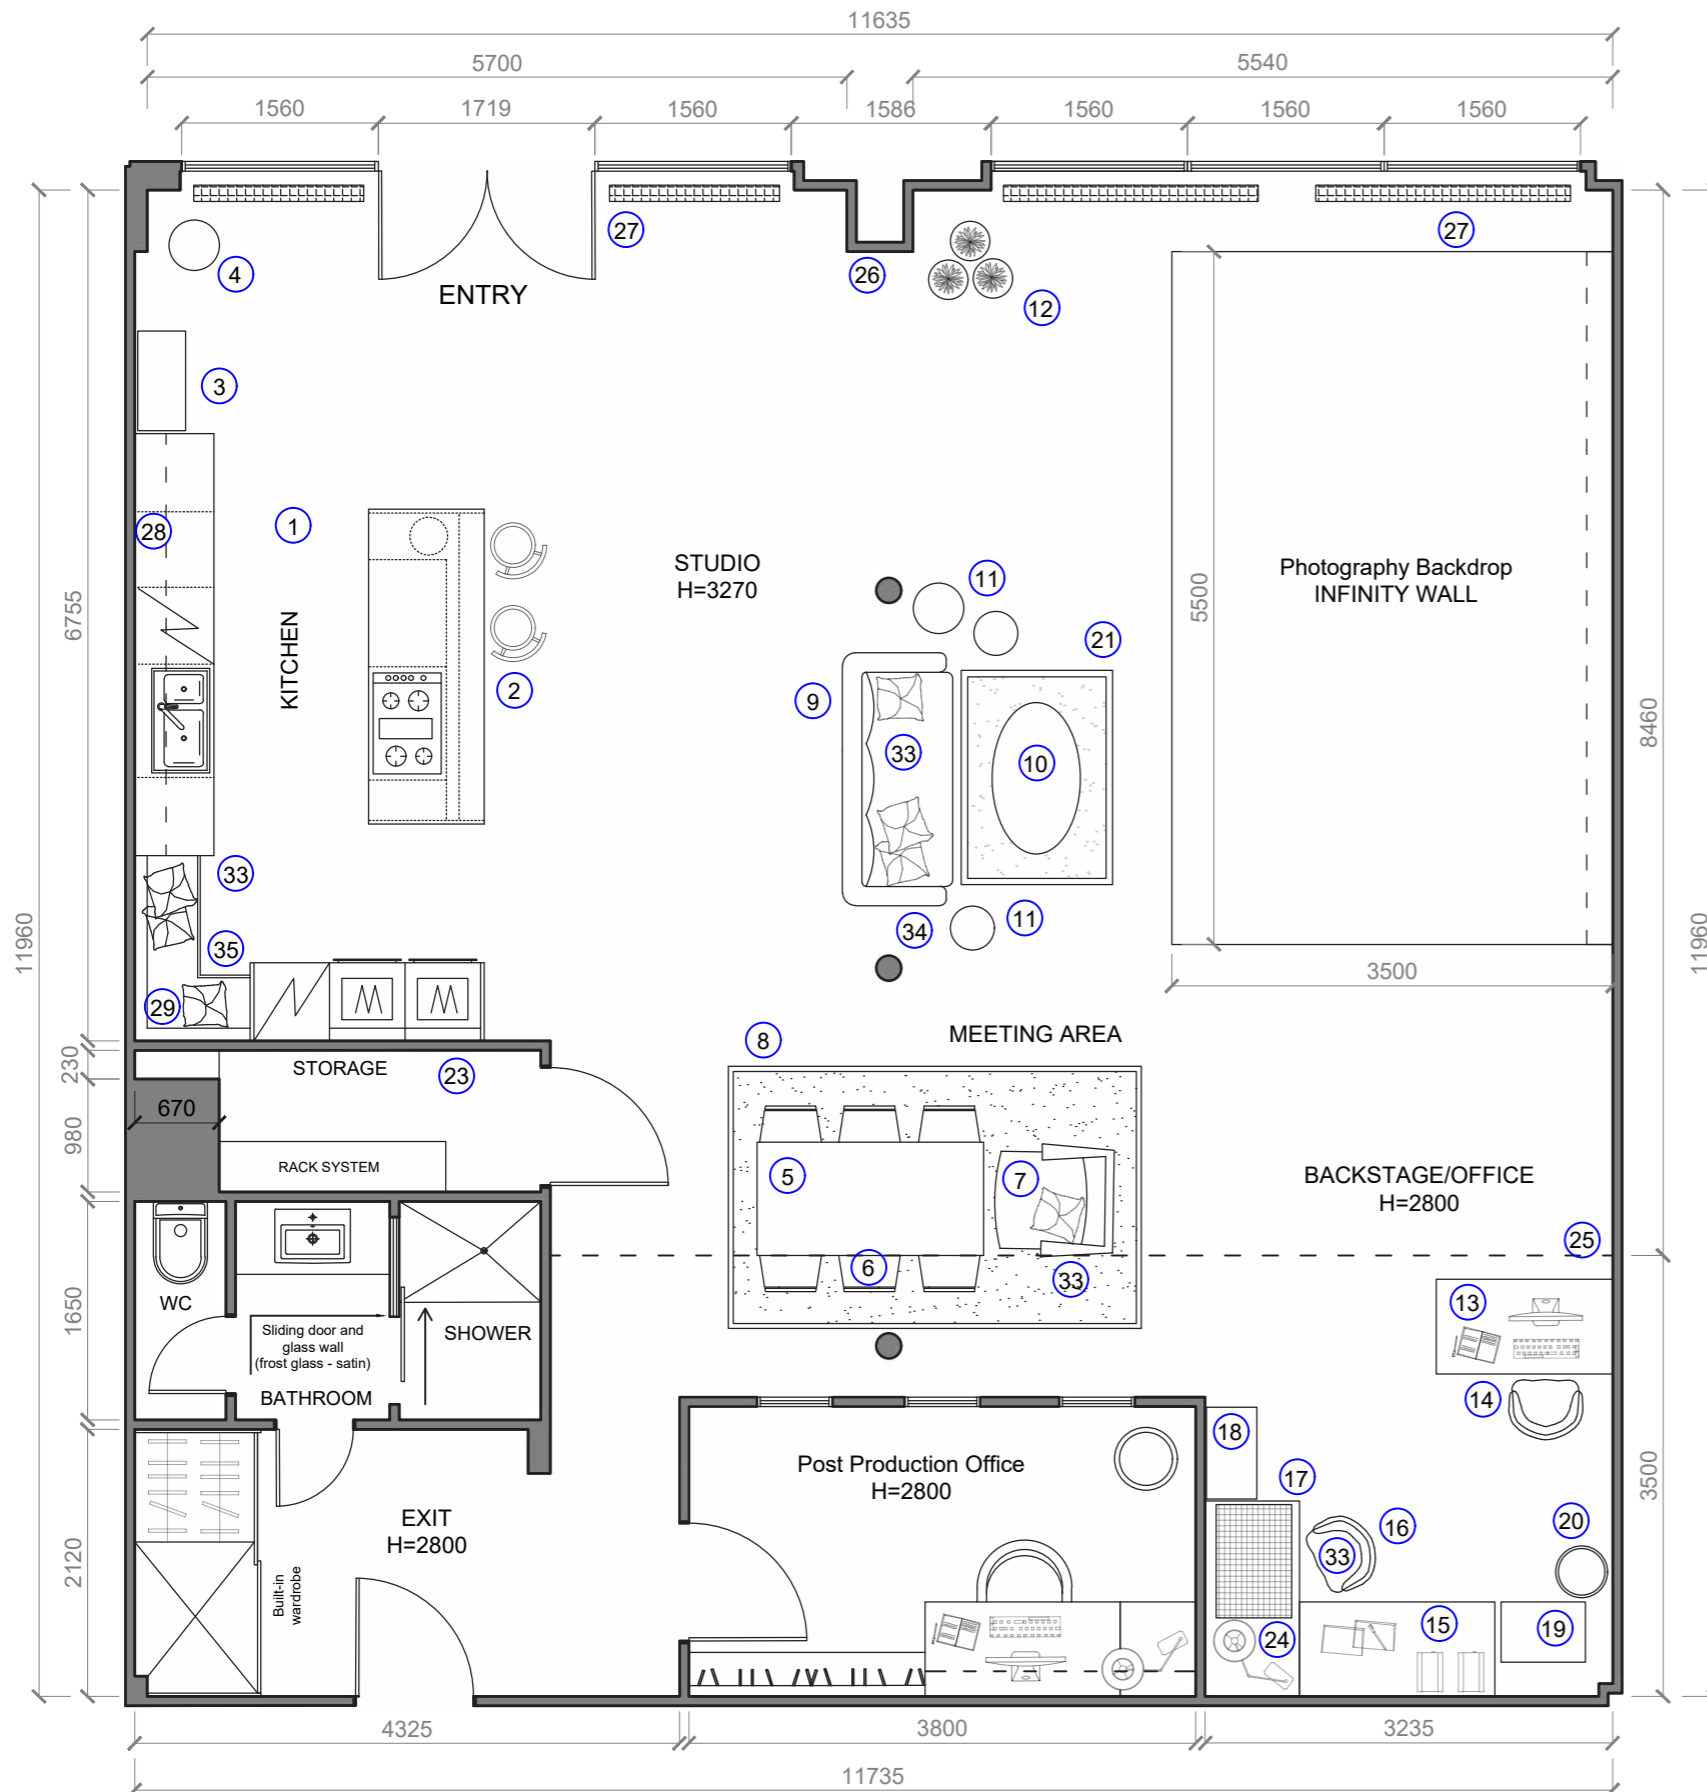 11635
5700
5540
1560
1719
1560
1586
1560
1560
1560
27
27
4
26
ENTRY
12
3
28
1
STUDIO
H=3270
11
Photography Backdrop
INFINITY WALL
5500
6755
KITCHEN
21
2
9
8460
33
10
33
11
34
35
11960
11960
3500
29
8
MEETING AREA
230
STORAGE
23
670
980
RACK SYSTEM
5
7
BACKSTAGE/OFFICE
H=2800
25
6
33
WC
1650
Sliding door and
glass wall
(frost glass - satin)
SHOWER
13
BATHROOM
14
18
Post Production Office
H=2800
17
3500
EXIT
H=2800
16
20
33
2120
Built-in
wardrobe
24
15
19
4325
3800
3235
11735